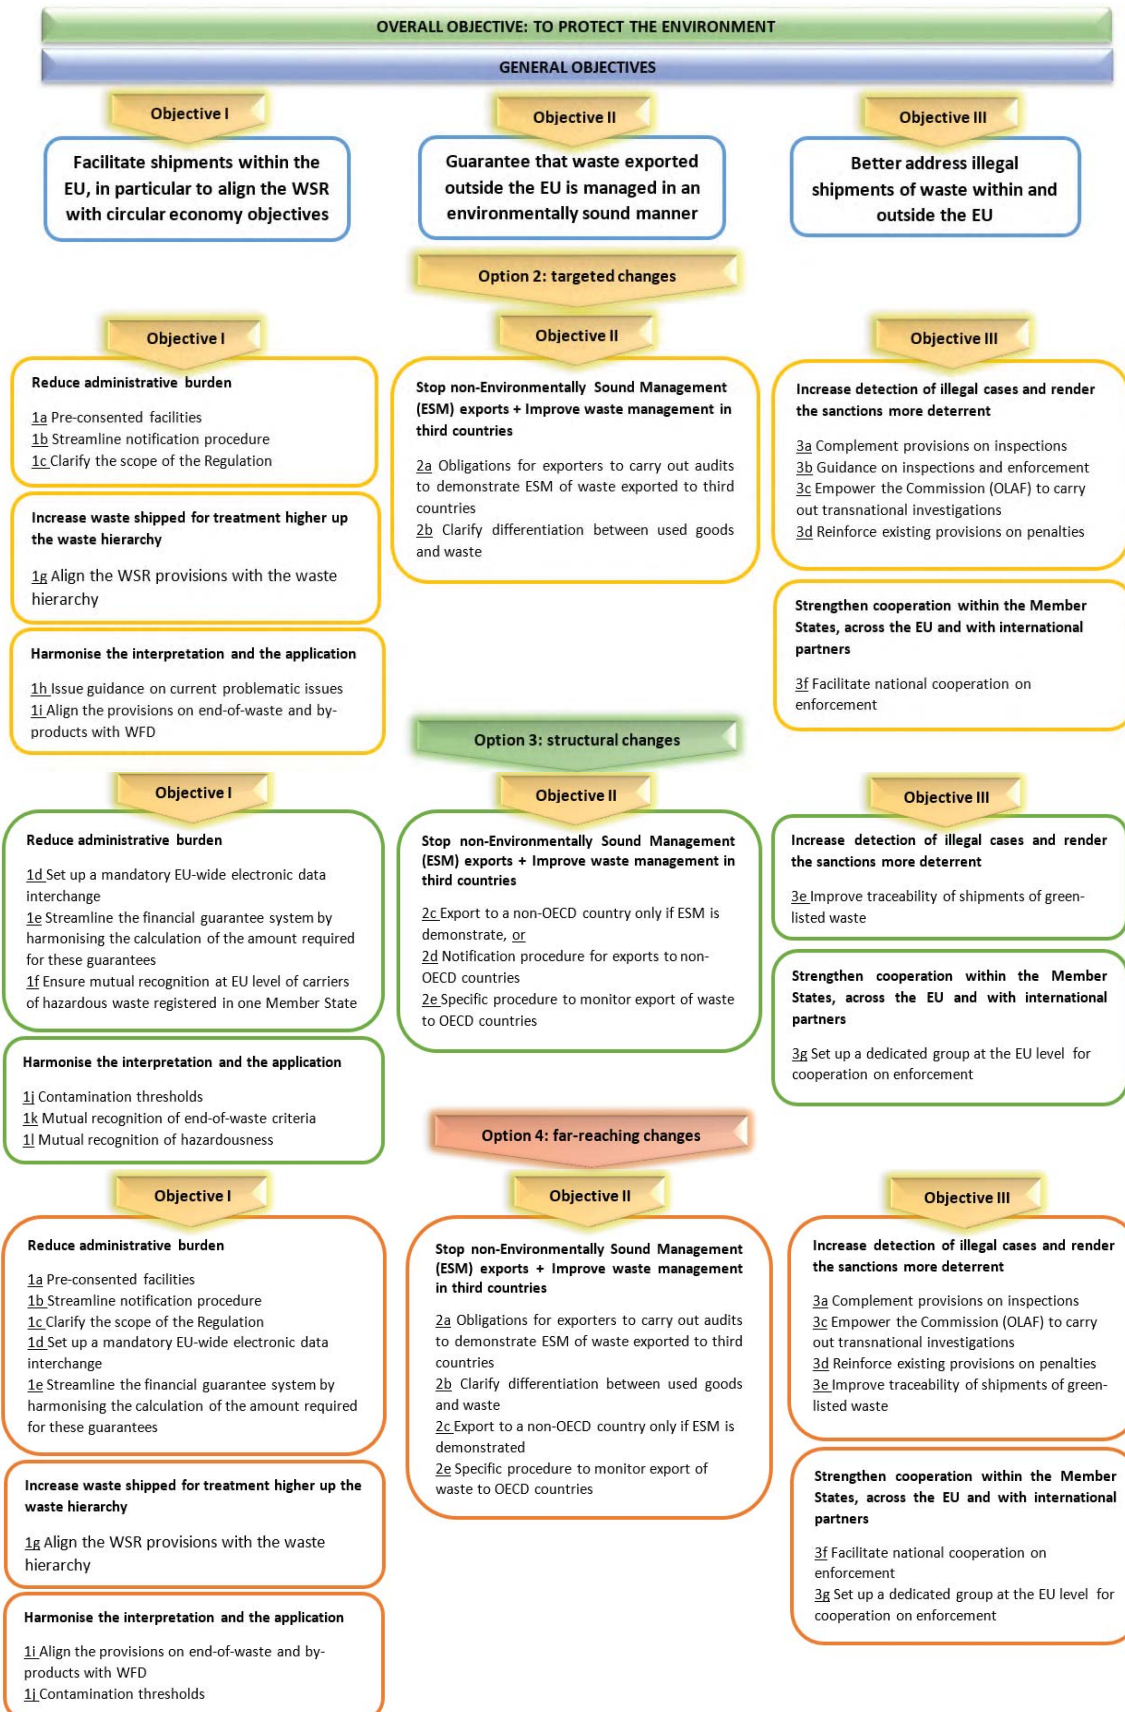 OVERALL OBJECTIVE: TO PROTECT THE ENVIRONMENT
GENERAL OBJECTIVES
Objective I
Facilitate shipments within the
EU, in particular to align the WSR
with circular economy objectives
Objective II
Guarantee that waste exported
outside the EU is managed in an
environmentally sound manner
Objective III
Better address illegal
shipments of waste within and
outside the EU
Option 2: targeted changes
Objective I
Reduce administrative burden
1a Pre-consented facilities
1b Streamline notification procedure
1c Clarify the scope of the Regulation
Increase waste shipped for treatment higher up
the waste hierarchy
1g Align the WSR provisions with the waste
hierarchy
Harmonise the interpretation and the application
1h Issue guidance on current problematic issues
1i Align the provisions on end-of-waste and by-
products with WFD
Objective II
Stop non-Environmentally Sound Management
(ESM) exports + Improve waste management in
third countries
2a Obligations for exporters to carry out audits
to demonstrate ESM of waste exported to third
countries
2b Clarify differentiation between used goods
and waste
Objective III
Increase detection of illegal cases and render
the sanctions more deterrent
3a Complement provisions on inspections
3b Guidance on inspections and enforcement
3c Empower the Commission (OLAF) to carry
out transnational investigations
3d Reinforce existing provisions on penalties
Strengthen cooperation within the Member
States, across the EU and with international
partners
3f Facilitate national cooperation on
enforcement
Option 3: structural changes
Objective I
Reduce administrative burden
1d Set up a mandatory EU-wide electronic data
interchange
1e Streamline the financial guarantee system by
harmonising the calculation of the amount required
for these guarantees
1f Ensure mutual recognition at EU level of carriers
of hazardous waste registered in one Member State
Harmonise the interpretation and the application
1j Contamination thresholds
1k Mutual recognition of end-of-waste criteria
1l Mutual recognition of hazardousness
Objective II
Stop non-Environmentally Sound Management
(ESM) exports + Improve waste management in
third countries
2c Export to a non-OECD country only if ESM is
demonstrate, or
2d Notification procedure for exports to non-
OECD countries
2e Specific procedure to monitor export of waste
to OECD countries
Objective III
Increase detection of illegal cases and render
the sanctions more deterrent
3e Improve traceability of shipments of green-
listed waste
Strengthen cooperation within the Member
States, across the EU and with international
partners
3g Set up a dedicated group at the EU level for
cooperation on enforcement
Option 4: far-reaching changes
Objective I
Reduce administrative burden
1a Pre-consented facilities
1b Streamline notification procedure
1c Clarify the scope of the Regulation
1d Set up a mandatory EU-wide electronic data
interchange
1e Streamline the financial guarantee system by
harmonising the calculation of the amount required
for these guarantees
Increase waste shipped for treatment higher up the
waste hierarchy
1g Align the WSR provisions with the waste
hierarchy
Harmonise the interpretation and the application
1i Align the provisions on end-of-waste and by-
products with WFD
1j Contamination thresholds
Objective II
Stop non-Environmentally Sound Management
(ESM) exports + Improve waste management
in third countries
2a Obligations for exporters to carry out audits
to demonstrate ESM of waste exported to third
countries
2b Clarify differentiation between used goods
and waste
2c Export to a non-OECD country only if ESM is
demonstrated
2e Specific procedure to monitor export of
waste to OECD countries
Objective III
Increase detection of illegal cases and render
the sanctions more deterrent
3a Complement provisions on inspections
3c Empower the Commission (OLAF) to carry
out transnational investigations
3d Reinforce existing provisions on penalties
3e Improve traceability of shipments of green-
listed waste
Strengthen cooperation within the Member
States, across the EU and with international
partners
3f Facilitate national cooperation on
enforcement
3g Set up a dedicated group at the EU level for
cooperation on enforcement